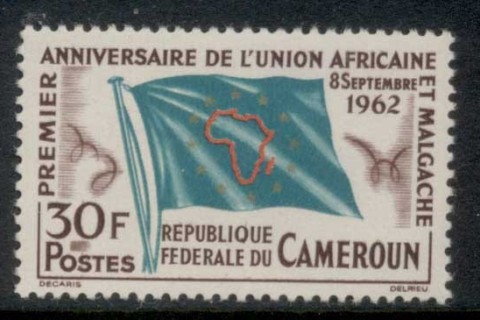 PREMIER ANNIVERSAIRE DE L'UNION AFRICAINE ET MALGACHE
8 SEPTEMBRE
1962
30F
POSTES
REPUBLIQUE
FEDERALE DU CAMEROUN
DECARIS
DELRIEU